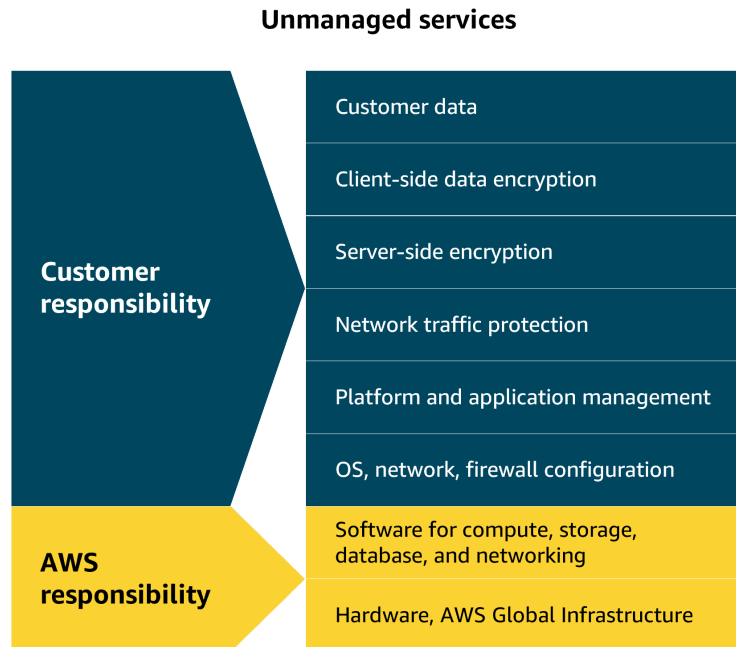 Unmanaged services
Customer
responsibility
Customer data
Client-side data encryption
Server-side encryption
Network traffic protection
Platform and application management
OS, network, firewall configuration
AWS
responsibility
Software for compute, storage,
database, and networking
Hardware, AWS Global Infrastructure